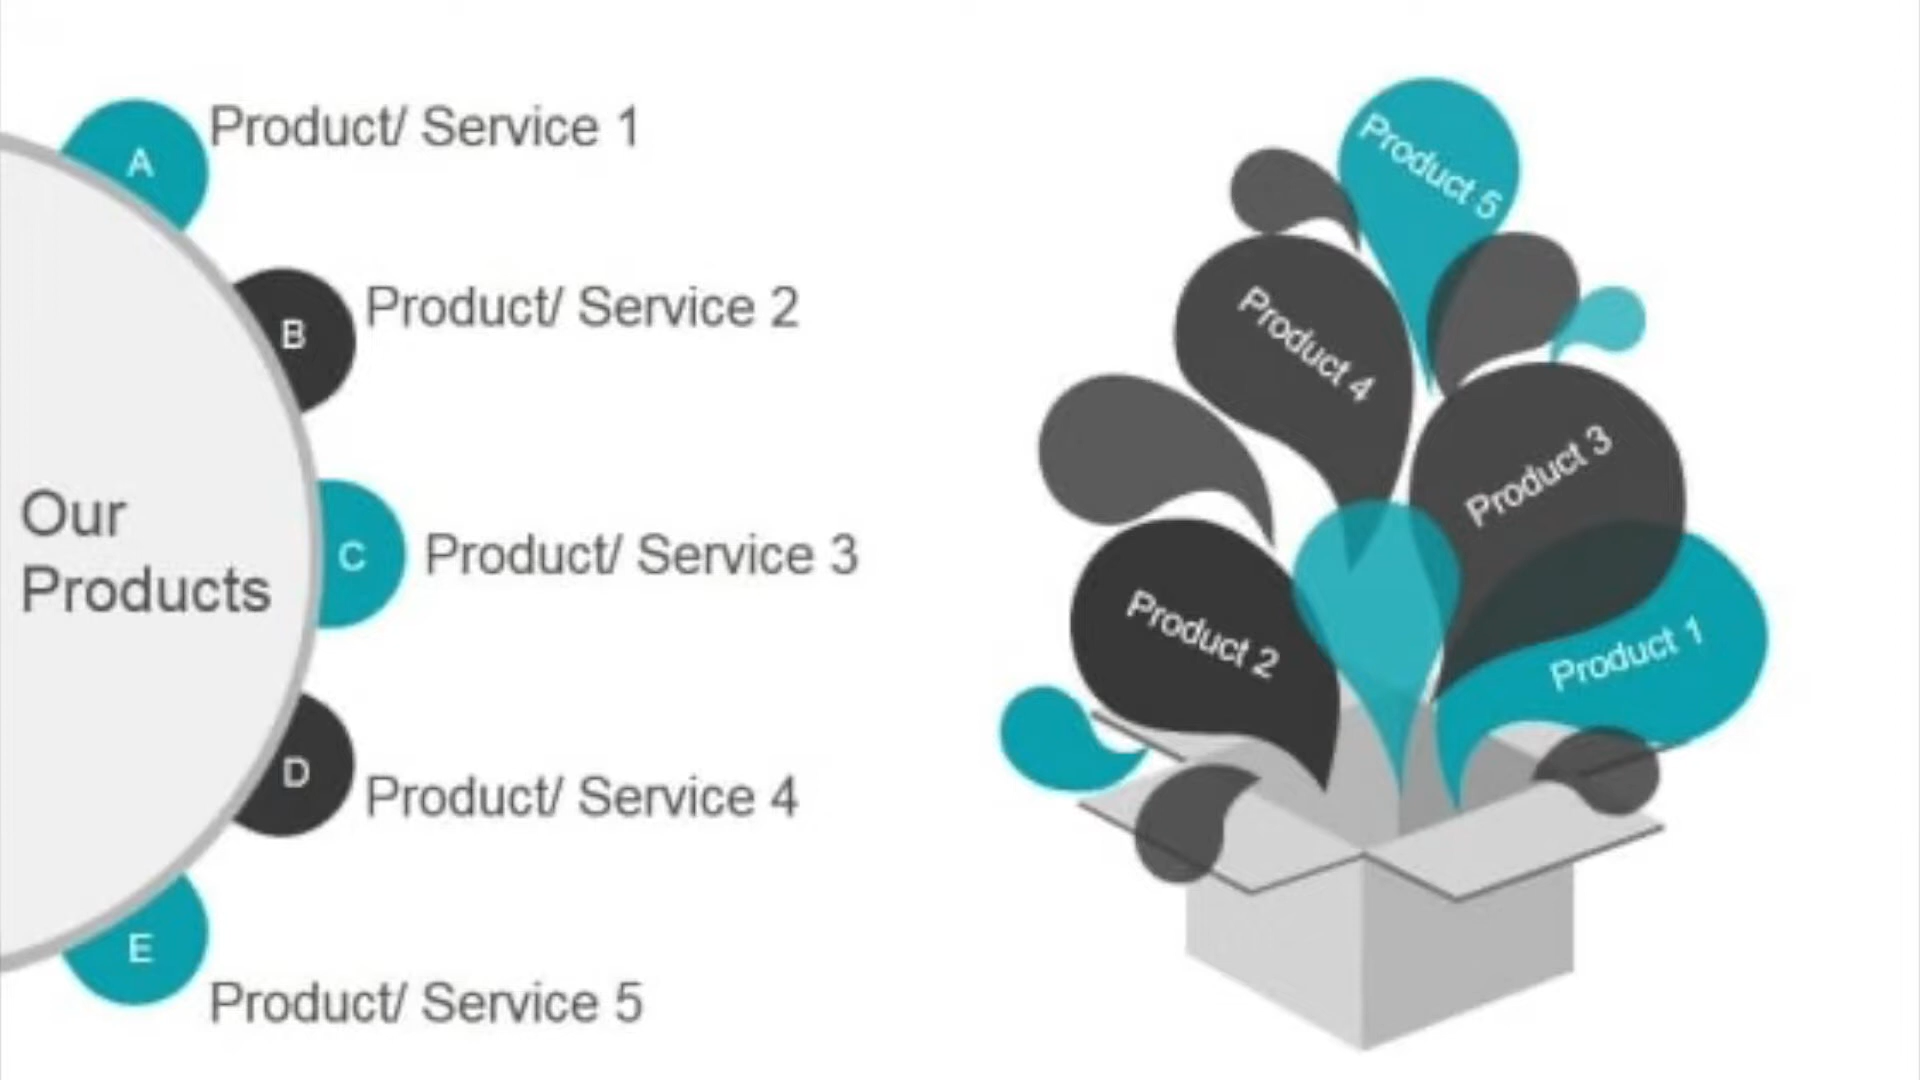 A
Product/ Service 1
B
Product/ Service 2
Our
Products
C
Product/ Service 3
D
Product/ Service 4
E
Product/ Service 5
Product 5
Product 4
Product 3
Product 2
Product 1